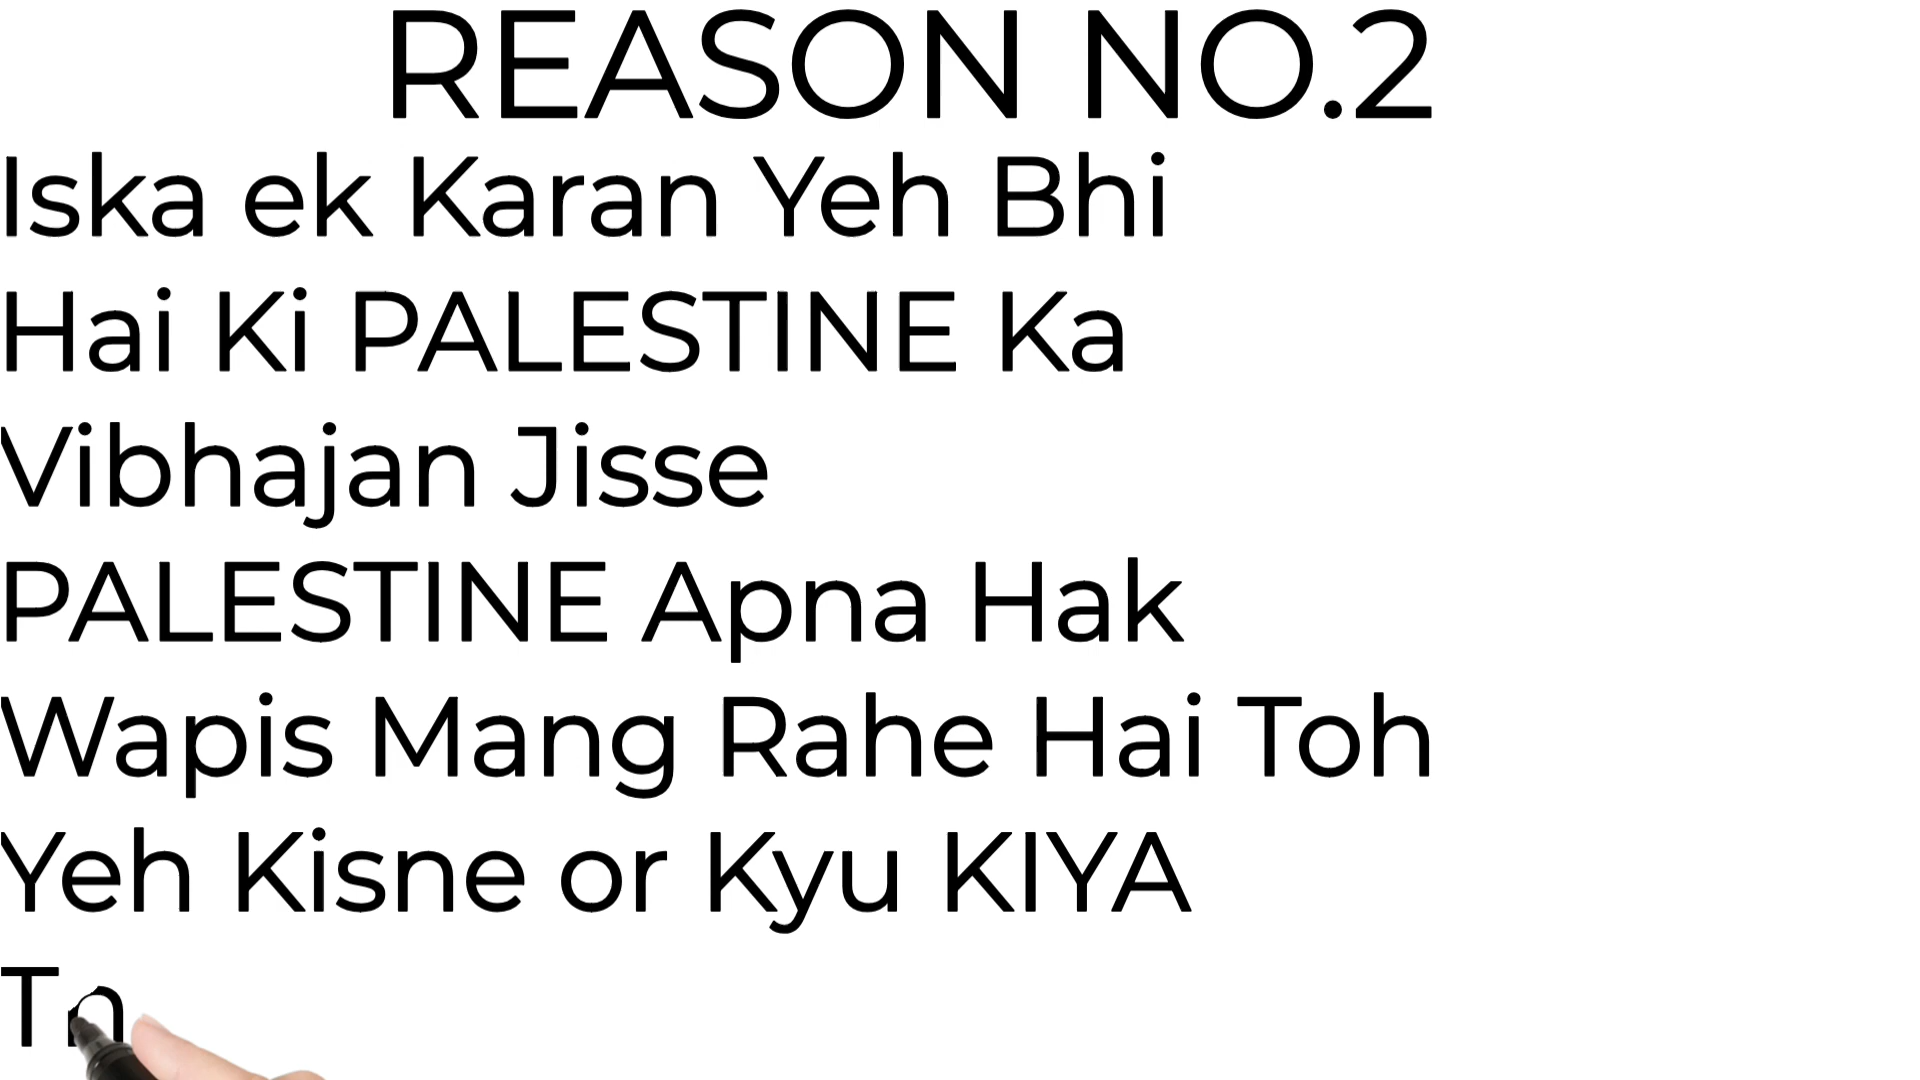 REASON NO.2
Iska ek Karan Yeh Bhi
Hai Ki PALESTINE Ka
Vibhajan Jisse
PALESTINE Apna Hak
Wapis Mang Rahe Hai Toh
Yeh Kisne or Kyu KIYA